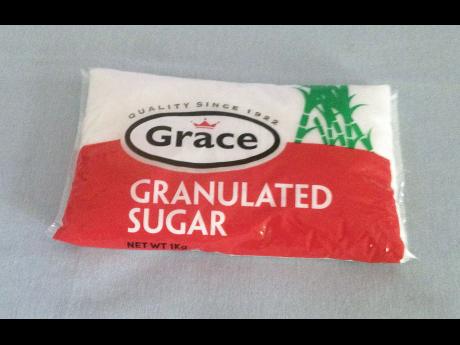 QUALITY SINCE 1922
Grace
GRANULATED
SUGAR
NET WT 1Kg